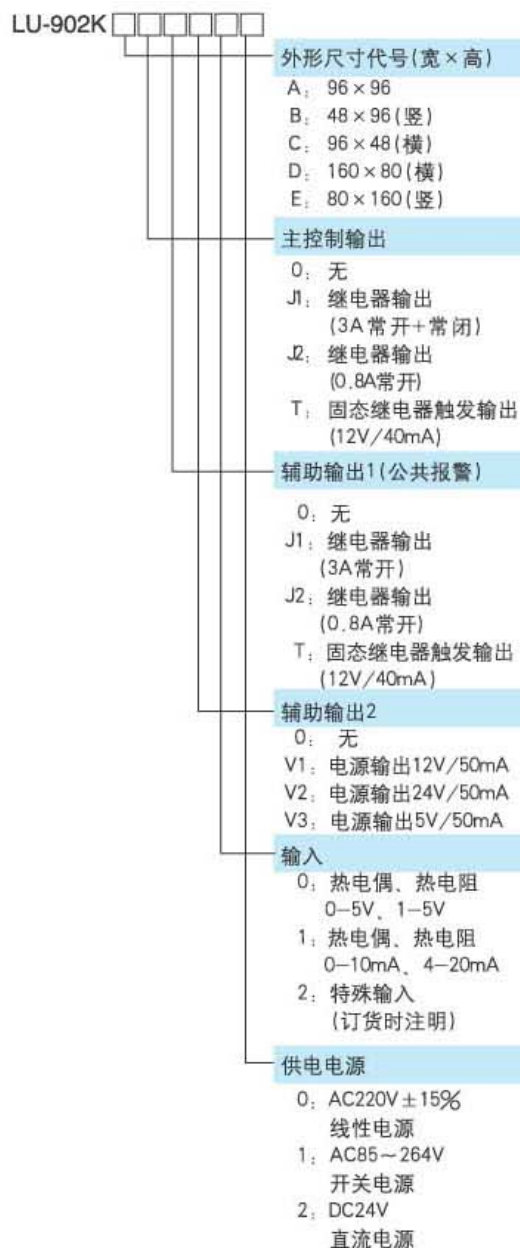 LU-902K □□□□□□
外形尺寸代号(宽×高)
A：96×96
B：48×96(竖)
C：96×48(横)
D：160×80(横)
E：80×160(竖)
主控制输出
0：无
J1：继电器输出
(3A常开+常闭)
J2：继电器输出
(0.8A常开)
T：固态继电器触发输出
(12V/40mA)
辅助输出1(公共报警)
0：无
J1：继电器输出
(3A常开)
J2：继电器输出
(0.8A常开)
T：固态继电器触发输出
(12V/40mA)
辅助输出2
0：无
V1：电源输出12V/50mA
V2：电源输出24V/50mA
V3：电源输出5V/50mA
输入
0：热电偶、热电阻
0–5V、1–5V
1：热电偶、热电阻
0–10mA、4–20mA
2：特殊输入
(订货时注明)
供电电源
0：AC220V±15%
线性电源
1：AC85~264V
开关电源
2：DC24V
直流电源